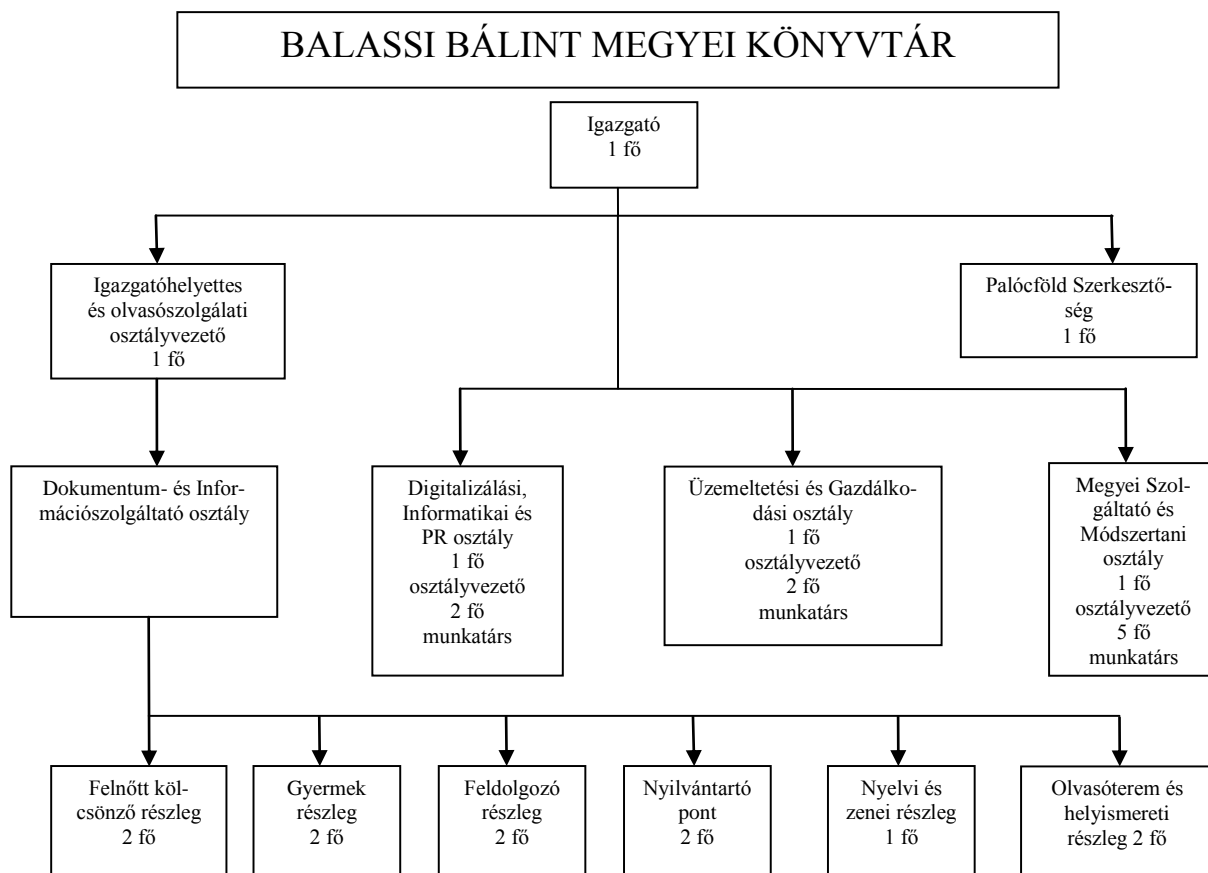 BALASSI BÁLINT MEGYEI KÖNYVTÁR
Igazgató
1 fő
Igazgatóhelyettes
és olvasószolgálati
osztályvezető
1 fő
Palócföld Szerkesztő-
ség
1 fő
Dokumentum- és Infor-
mációszolgáltató osztály
Digitalizálási,
Informatikai és
PR osztály
1 fő
osztályvezető
2 fő
munkatárs
Üzemeltetési és Gazdálko-
dási osztály
1 fő
osztályvezető
2 fő
munkatárs
Megyei Szol-
gáltató és
Módszertani
osztály
1 fő
osztályvezető
5 fő
munkatárs
Felnőtt köl-
csönző részleg
2 fő
Gyermek
részleg
2 fő
Feldolgozó
részleg
2 fő
Nyilvántartó
pont
2 fő
Nyelvi és
zenei részleg
1 fő
Olvasóterem és
helyismereti
részleg 2 fő